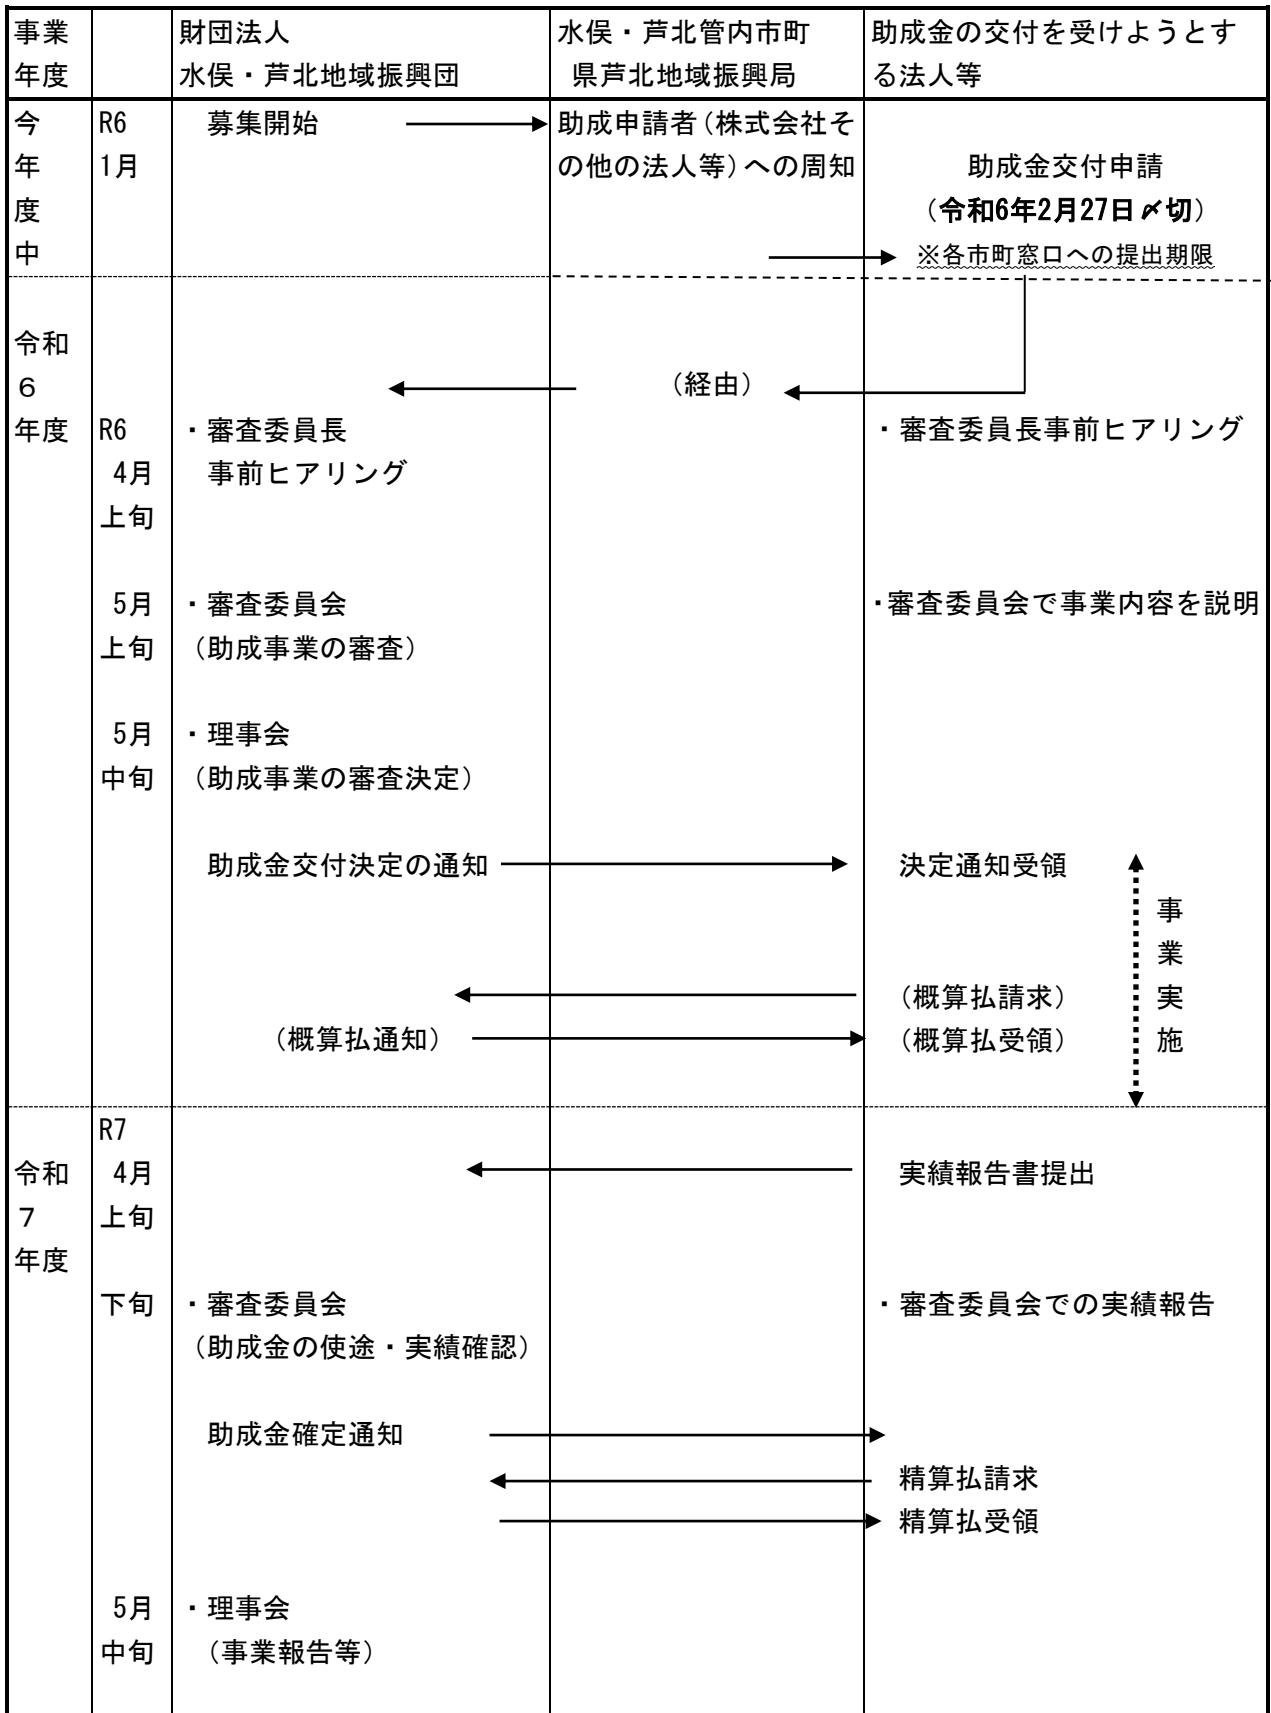 事業
年度
財団法人
水俣・芦北地域振興団
水俣・芦北管内市町
県芦北地域振興局
助成金の交付を受けようとす
る法人等
今
年
度
中
R6
1月
募集開始
助成申請者(株式会社そ
の他の法人等)への周知
助成金交付申請
(令和6年2月27日〆切)
※各市町窓口への提出期限
令和
6
年度
(経由)
R6
4月
上旬
・審査委員長
事前ヒアリング
・審査委員長事前ヒアリング
5月
上旬
・審査委員会
(助成事業の審査)
・審査委員会で事業内容を説明
5月
中旬
・理事会
(助成事業の審査決定)
助成金交付決定の通知
決定通知受領
事
業
実
施
(概算払請求)
(概算払通知)
(概算払受領)
令和
7
年度
R7
4月
上旬
実績報告書提出
下旬
・審査委員会
(助成金の使途・実績確認)
・審査委員会での実績報告
助成金確定通知
精算払請求
精算払受領
5月
中旬
・理事会
(事業報告等)